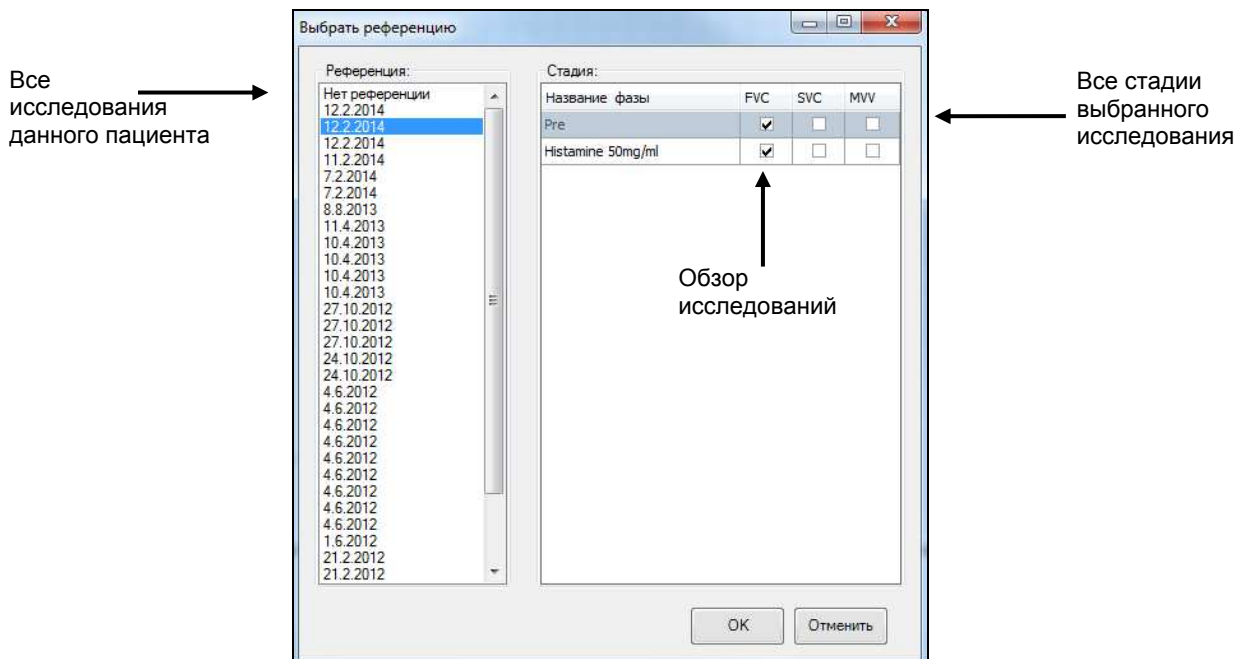 Выбрать референцию
Все
исследования
данного пациента
Референция:
Нет референции
12.2.2014
12.2.2014
12.2.2014
11.2.2014
7.2.2014
7.2.2014
8.8.2013
11.4.2013
10.4.2013
10.4.2013
10.4.2013
10.4.2013
27.10.2012
27.10.2012
27.10.2012
24.10.2012
24.10.2012
4.6.2012
4.6.2012
4.6.2012
4.6.2012
4.6.2012
4.6.2012
4.6.2012
4.6.2012
4.6.2012
1.6.2012
21.2.2012
21.2.2012
Стадия:
Название фазы FVC SVC MVV
Pre
Histamine 50mg/ml
Обзор
исследований
Все стадии
выбранного
исследования
OK Отменить